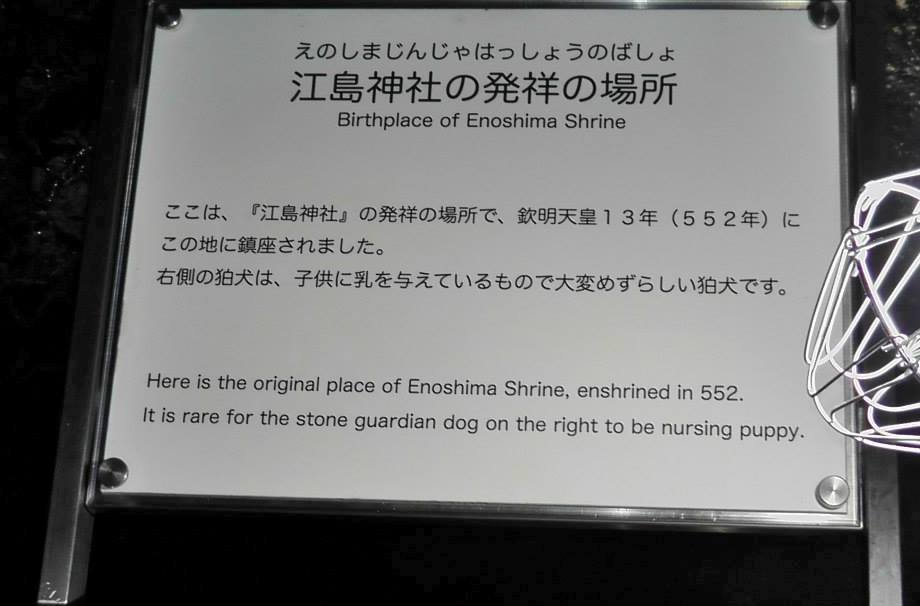 えのしまじんじゃはっしょうのばしょ
江島神社の発祥の場所
Birthplace of Enoshima Shrine
ここは、『江島神社』の発祥の場所で、欽明天皇１３年（５５２年）に
この地に鎮座されました。
右側の狛犬は、子供に乳を与えているもので大変めずらしい狛犬です。
Here is the original place of Enoshima Shrine, enshrined in 552.
It is rare for the stone guardian dog on the right to be nursing puppy.